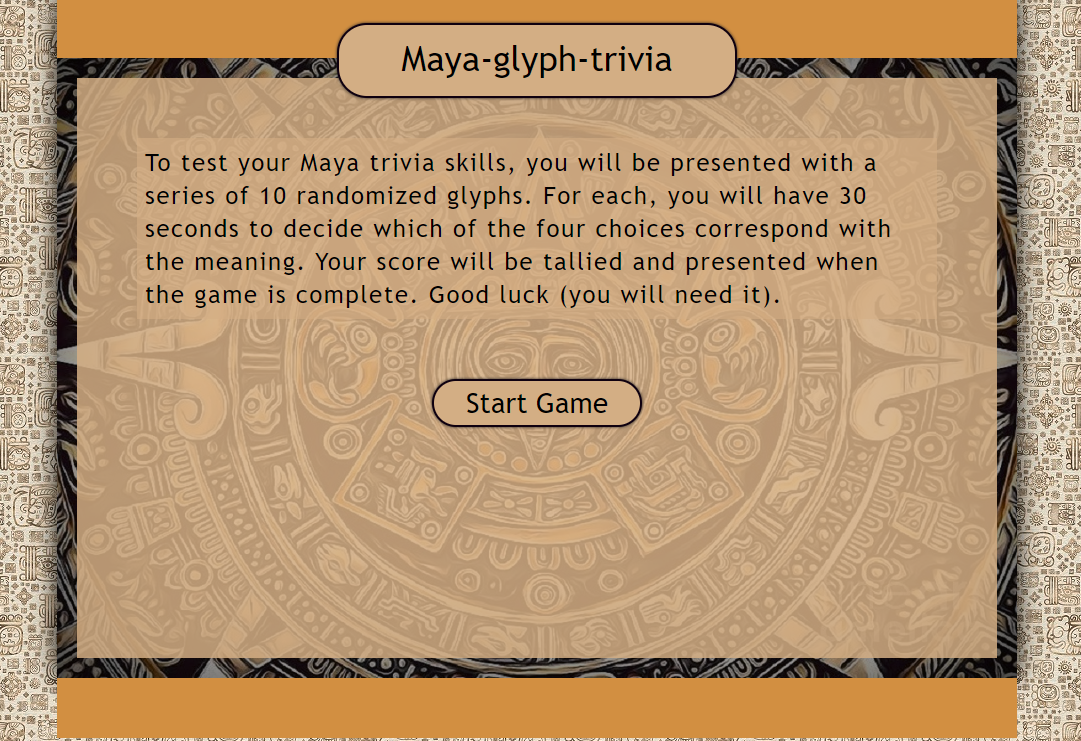 Maya-glyph-trivia
To test your Maya trivia skills, you will be presented with a
series of 10 randomized glyphs. For each, you will have 30
seconds to decide which of the four choices correspond with
the meaning. Your score will be tallied and presented when
the game is complete. Good luck (you will need it).
Start Game